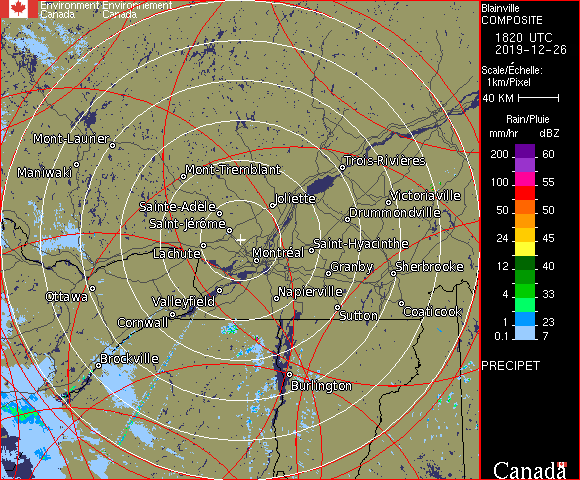 Environment Environnement
Canada Canada
Blainville
COMPOSITE
1820 UTC
2019-12-26
Scale/Échelle:
1km/Pixel
40 KM
Rain/Pluie
mm/hr dBZ
200 60
100 55
50 50
24 45
12 40
4 33
1 23
0.1 7
PRECIPET
Canada
Mont-Laurier
Maniwaki
Mont-Tremblant
Trois-Rivières
Joliette
Victoriaville
Sainte-Adèle
Drummondville
Saint-Jérôme
Saint-Hyacinthe
Lachute
Montréal
Granby
Sherbrooke
Ottawa
Valleyfield
Napierville
Sutton
Coaticook
Cornwall
Brockville
Burlington